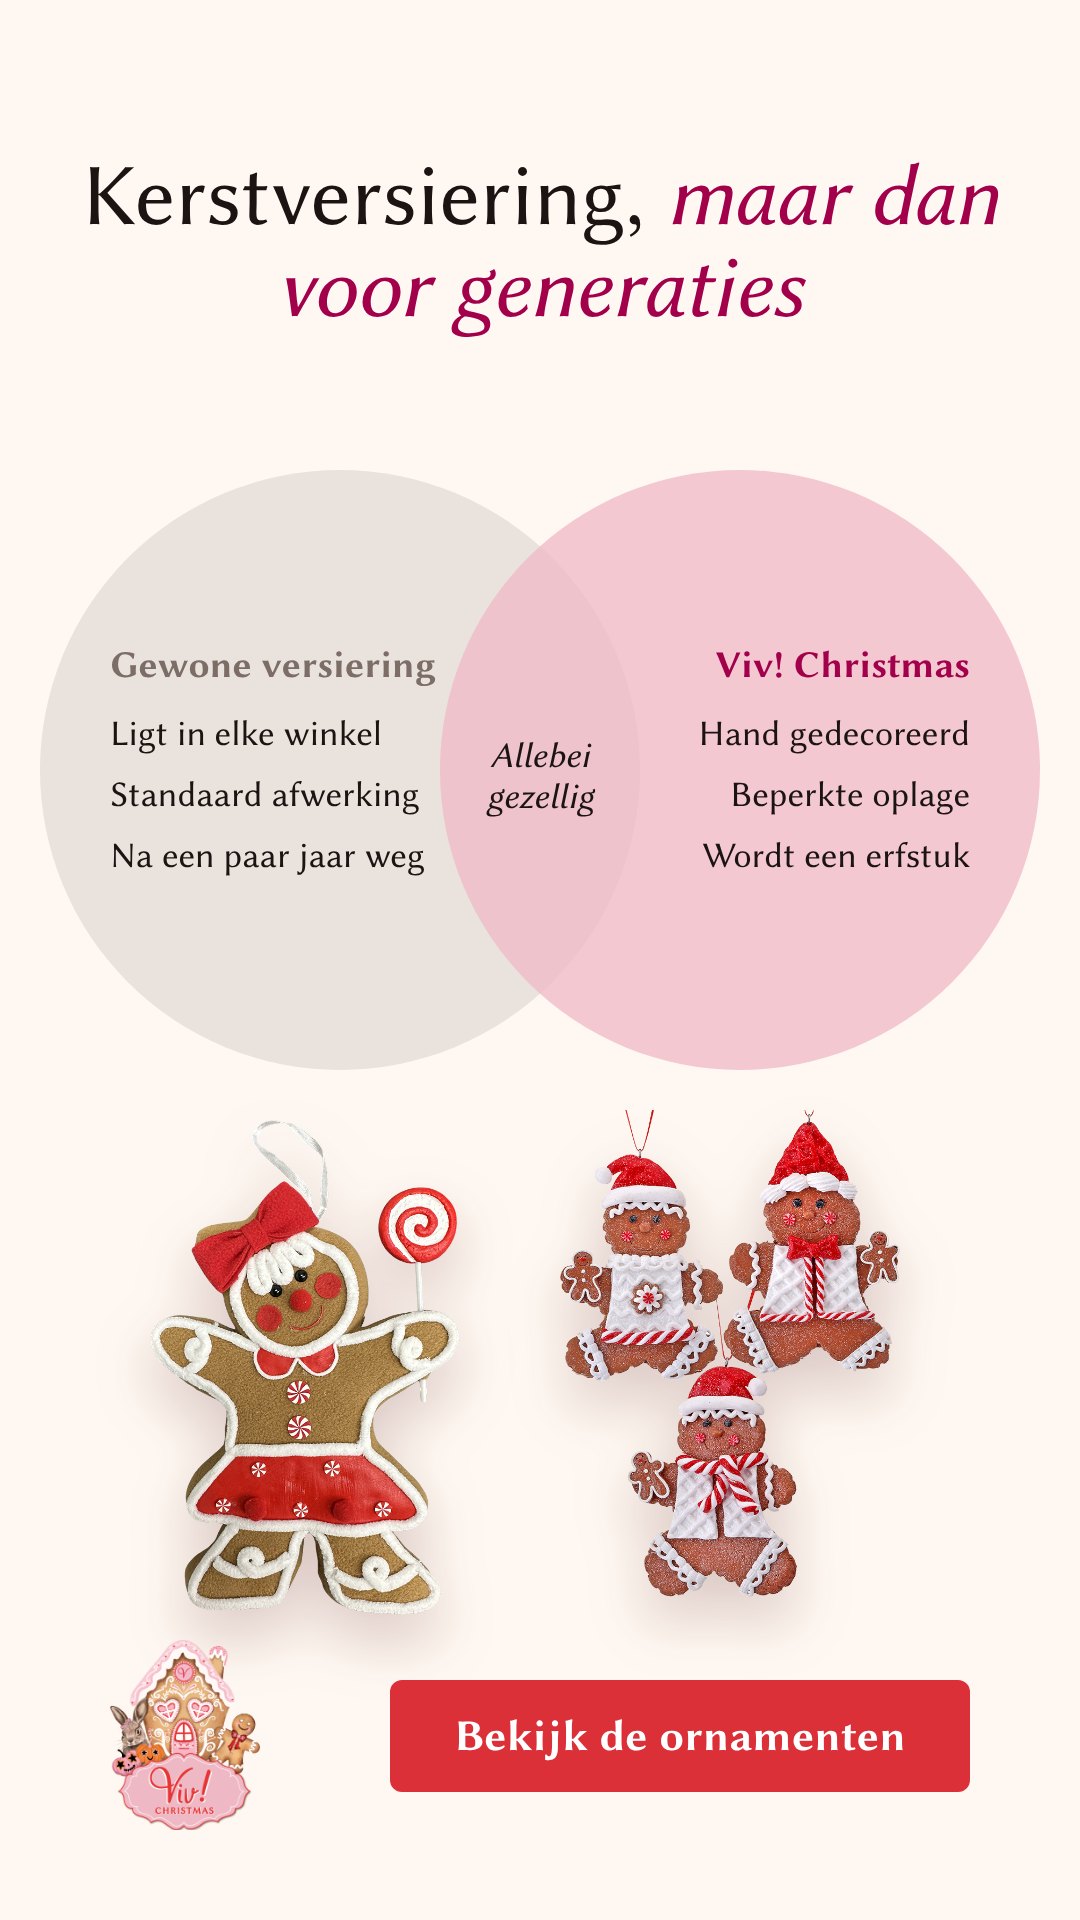 Kerstversiering, maar dan
voor generaties
Gewone versiering
Ligt in elke winkel
Standaard afwerking
Na een paar jaar weg
Allebei
gezellig
Viv! Christmas
Hand gedecoreerd
Beperkte oplage
Wordt een erfstuk
V
Viv!
CHRISTMAS
Bekijk de ornamenten